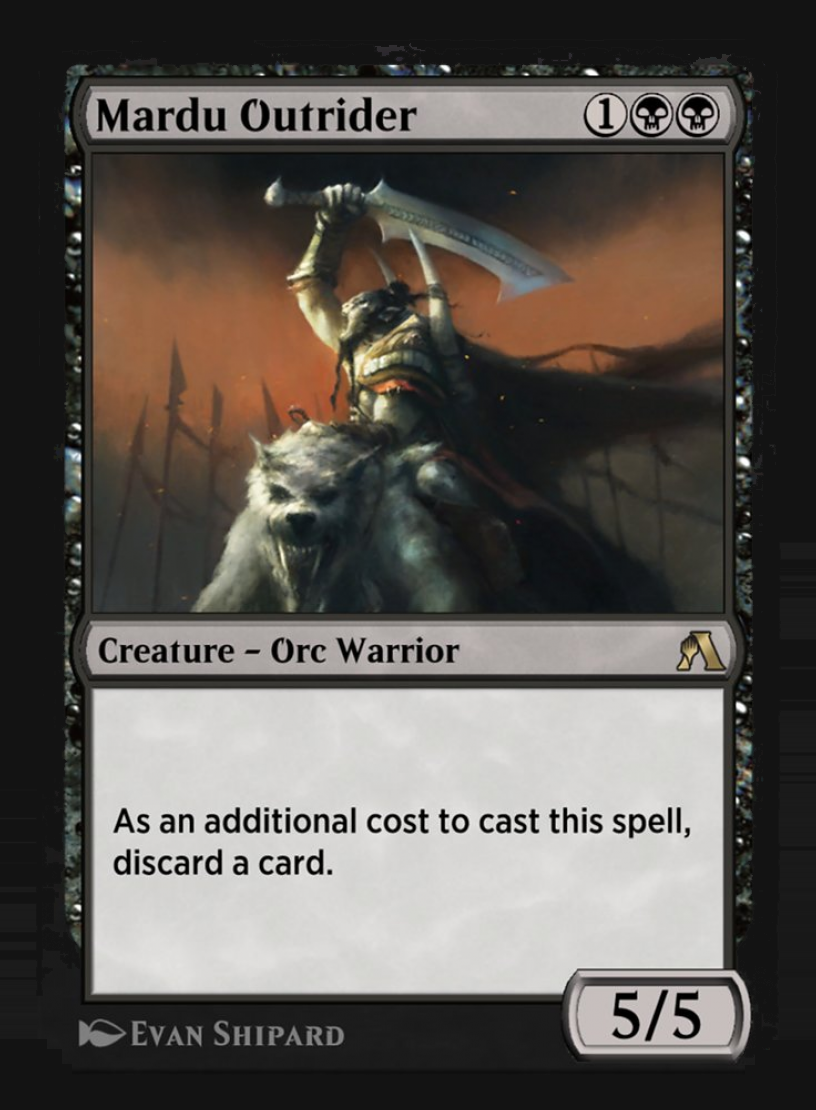 Mardu Outrider 1
Creature – Orc Warrior
As an additional cost to cast this spell,
discard a card.
5/5
Evan Shipard